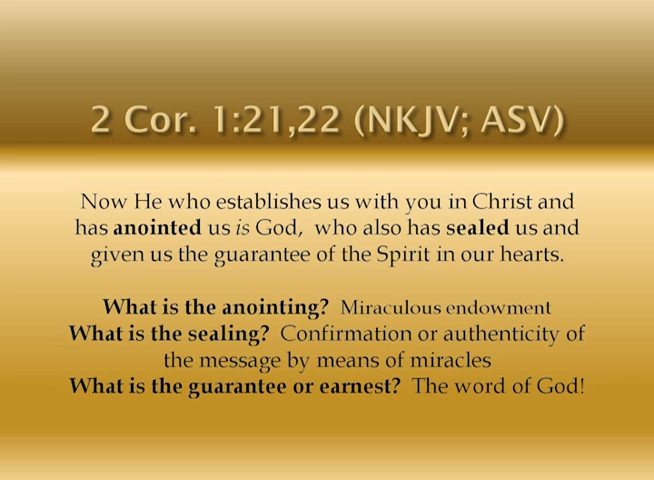 2 Cor. 1:21,22 (NKJV; ASV)
Now He who establishes us with you in Christ and
has anointed us is God, who also has sealed us and
given us the guarantee of the Spirit in our hearts.
What is the anointing? Miraculous endowment
What is the sealing? Confirmation or authenticity of
the message by means of miracles
What is the guarantee or earnest? The word of God!